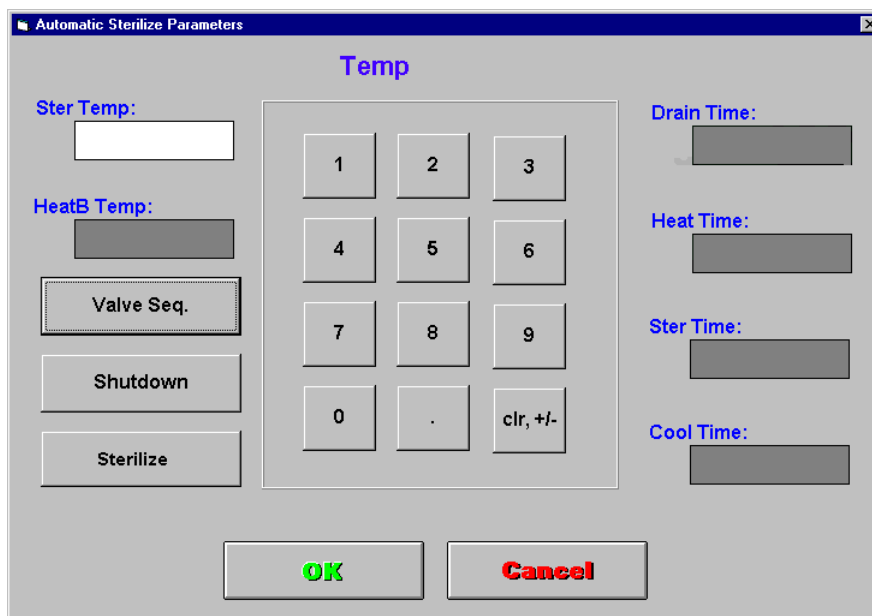 Automatic Sterilize Parameters
Temp
Ster Temp:
HeatB Temp:
Valve Seq.
Shutdown
Sterilize
1 2 3
4 5 6
7 8 9
0 . clr, +/-
Drain Time:
Heat Time:
Ster Time:
Cool Time:
OK Cancel